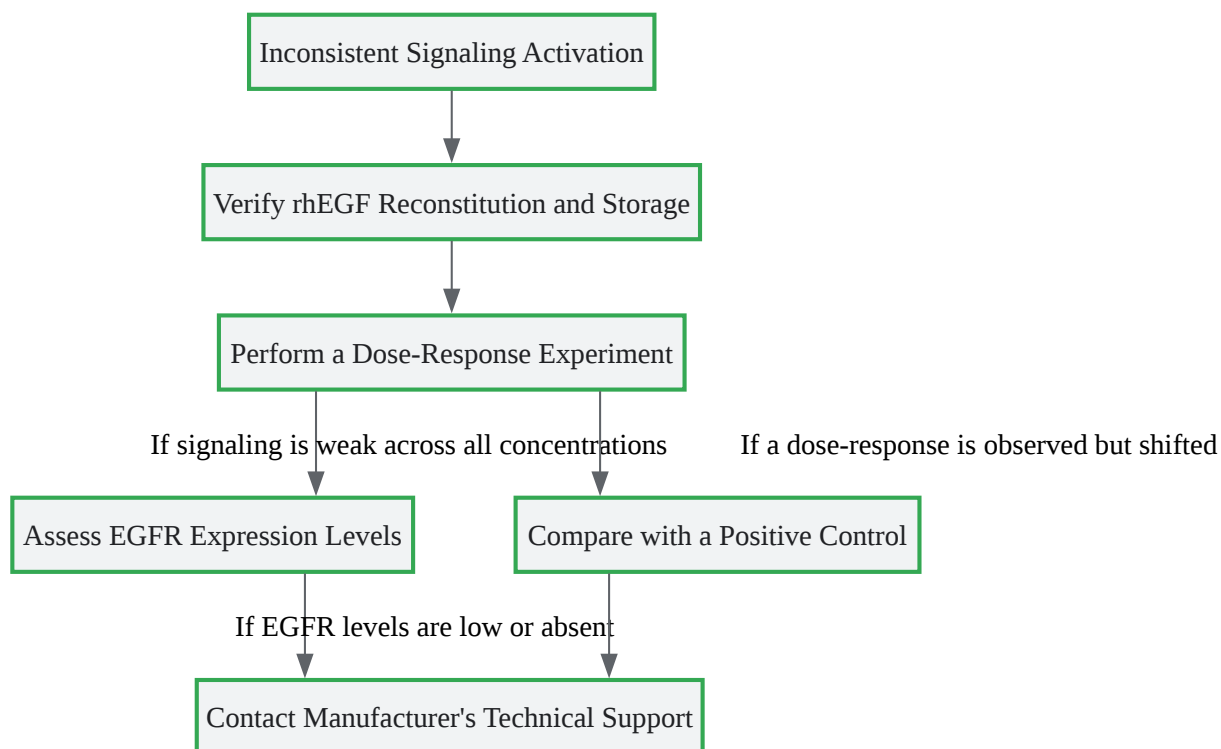 Inconsistent Signaling Activation
Verify rhEGF Reconstitution and Storage
Perform a Dose-Response Experiment
If signaling is weak across all concentrations
If a dose-response is observed but shifted
Assess EGFR Expression Levels
Compare with a Positive Control
If EGFR levels are low or absent
Contact Manufacturer's Technical Support